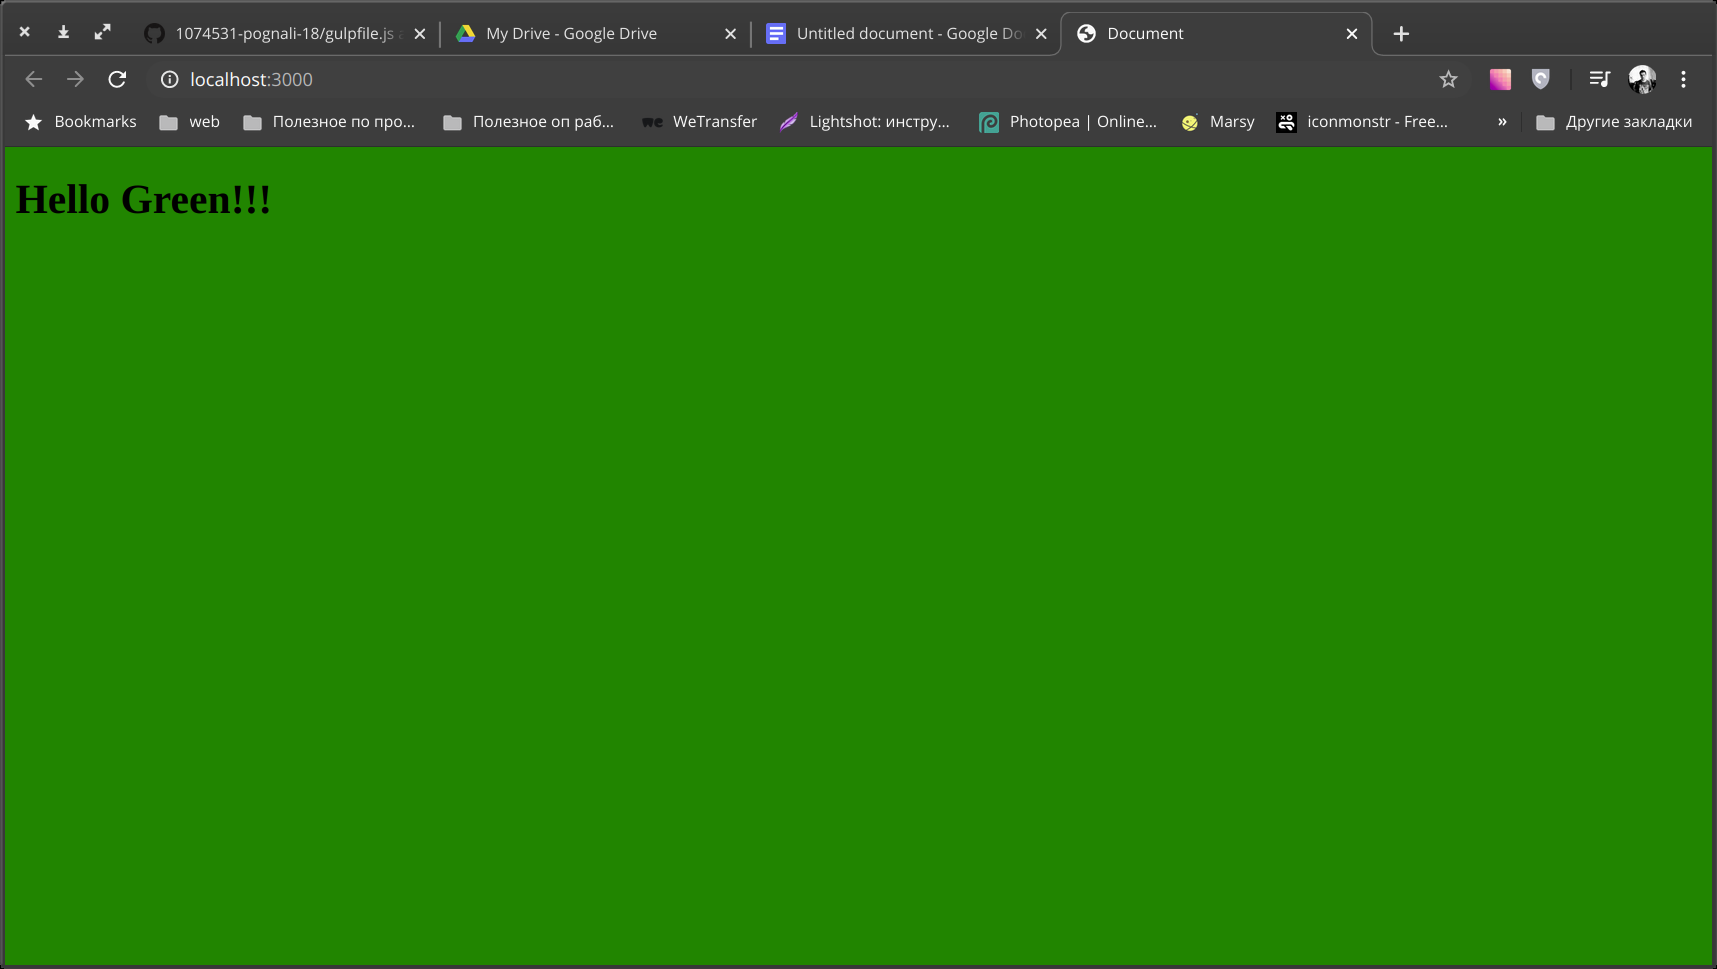 1074531-pognali-18/gulpfile.js
My Drive - Google Drive
Untitled document - Google Do
Document
localhost:3000
Bookmarks
web
Полезное по про...
Полезное оп раб...
we WeTransfer
Lightshot: инстру...
Photopea | Online...
Marsy
iconmonstr - Free...
»
Другие закладки
Hello Green!!!